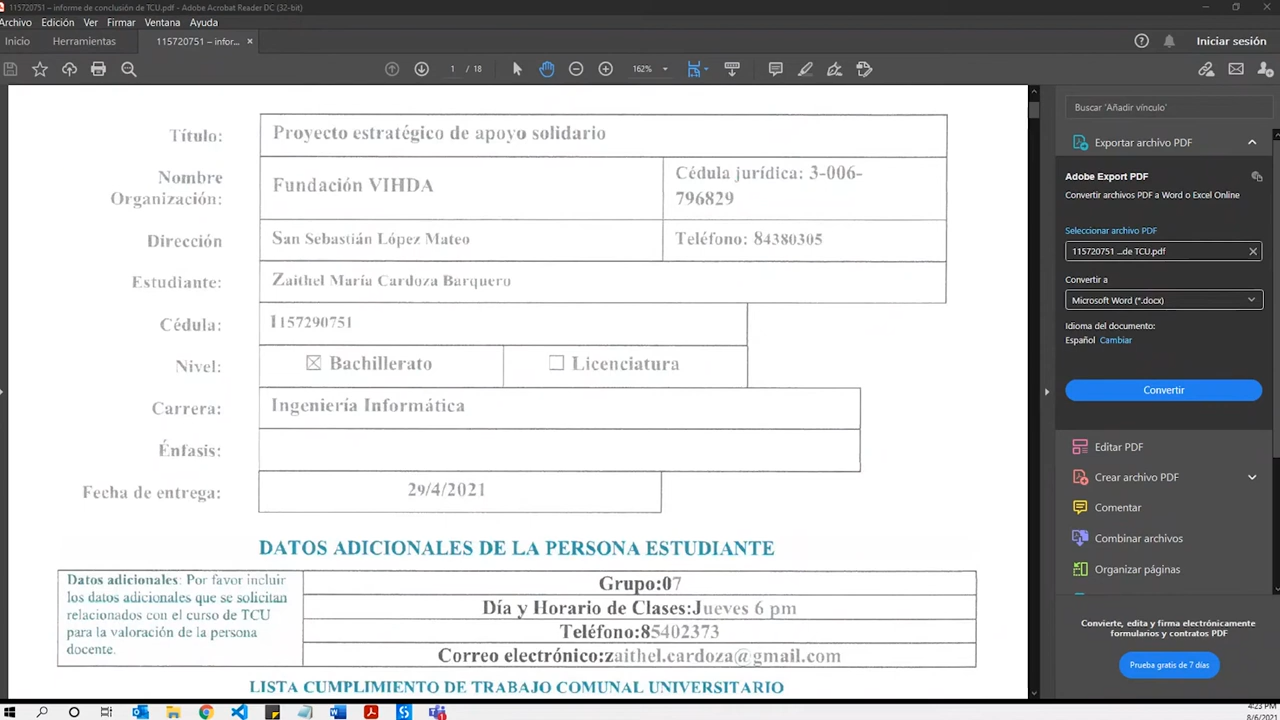 115720751 – informe de conclusión de TCU.pdf - Adobe Acrobat Reader DC (32-bit)
Archivo Edición Ver Firmar Ventana Ayuda
Inicio Herramientas 115720751 – infor... × Iniciar sesión
1 / 18 162%
Título: Proyecto estratégico de apoyo solidario
Nombre Organización: Fundación VIHDA Cédula jurídica: 3-006-796829
Dirección San Sebastián López Mateo Teléfono: 84380305
Estudiante: Zaithel María Cardoza Barquero
Cédula: 1157290751
Nivel: ☒ Bachillerato ☐ Licenciatura
Carrera: Ingeniería Informática
Énfasis:
Fecha de entrega: 29/4/2021
DATOS ADICIONALES DE LA PERSONA ESTUDIANTE
Datos adicionales: Por favor incluir
los datos adicionales que se solicitan
relacionados con el curso de TCU
para la valoración de la persona
docente.
Grupo:07
Día y Horario de Clases:Jueves 6 pm
Teléfono:85402373
Correo electrónico:zaithel.cardoza@gmail.com
LISTA CUMPLIMIENTO DE TRABAJO COMUNAL UNIVERSITARIO
Buscar 'Añadir vínculo'
Exportar archivo PDF
Adobe Export PDF
Convertir archivos PDF a Word o Excel Online
Seleccionar archivo PDF
115720751 ...de TCU.pdf
Convertir a
Microsoft Word (*.docx)
Idioma del documento:
Español Cambiar
Convertir
Editar PDF
Crear archivo PDF
Comentar
Combinar archivos
Organizar páginas
Convierte, edita y firma electrónicamente
formularios y contratos PDF
Prueba gratis de 7 días
4:23 PM
8/6/2021